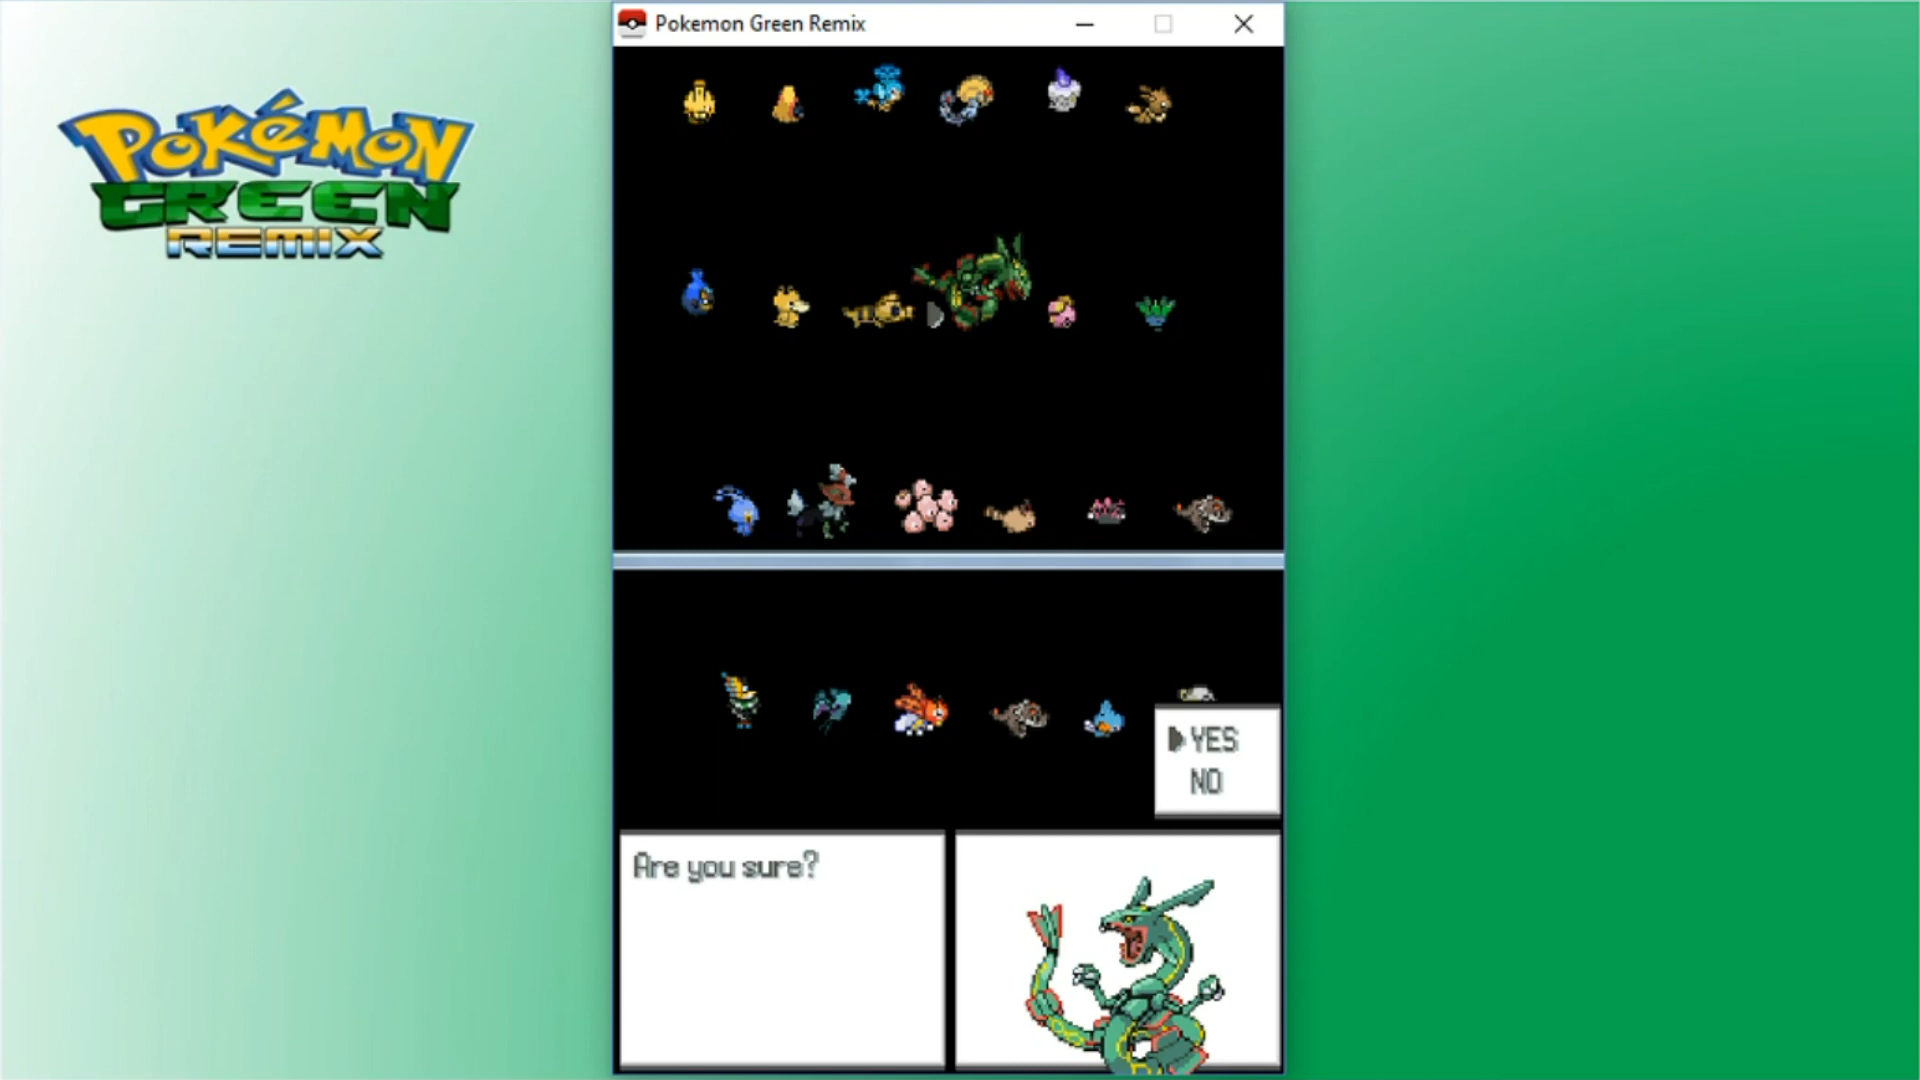 Pokemon Green Remix
POKéMON
GREEN
REMIX
YES
NO
Are you sure?